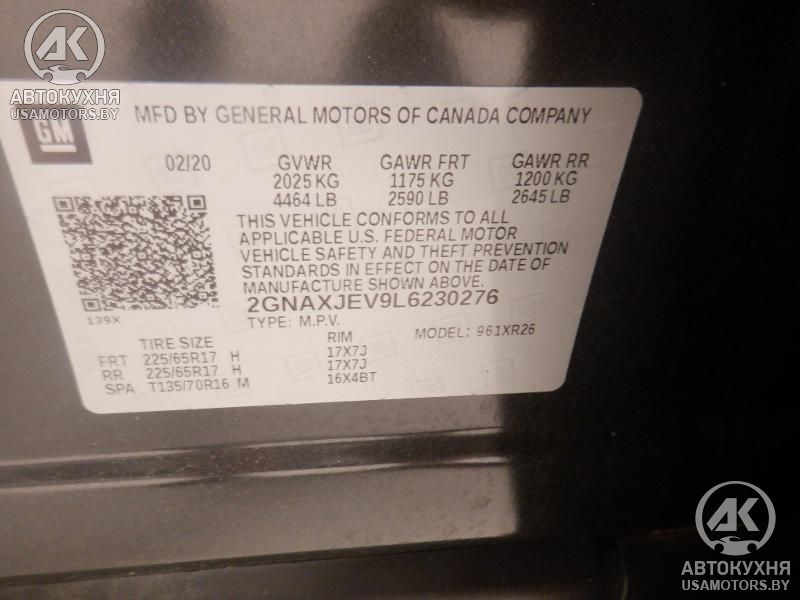 AK
АВТОКУХНЯ
USAMOTORS.BY
GM
MFD BY GENERAL MOTORS OF CANADA COMPANY
02/20 GVWR GAWR FRT GAWR RR
2025 KG 1175 KG 1200 KG
4464 LB 2590 LB 2645 LB
THIS VEHICLE CONFORMS TO ALL
APPLICABLE U.S. FEDERAL MOTOR
VEHICLE SAFETY AND THEFT PREVENTION
STANDARDS IN EFFECT ON THE DATE OF
MANUFACTURE SHOWN ABOVE.
2GNAXJEV9L6230276
139X TYPE: M.P.V.
TIRE SIZE RIM MODEL: 961XR26
FRT 225/65R17 H 17X7J
RR 225/65R17 H 17X7J
SPA T135/70R16 M 16X4BT
AK
АВТОКУХНЯ
USAMOTORS.BY